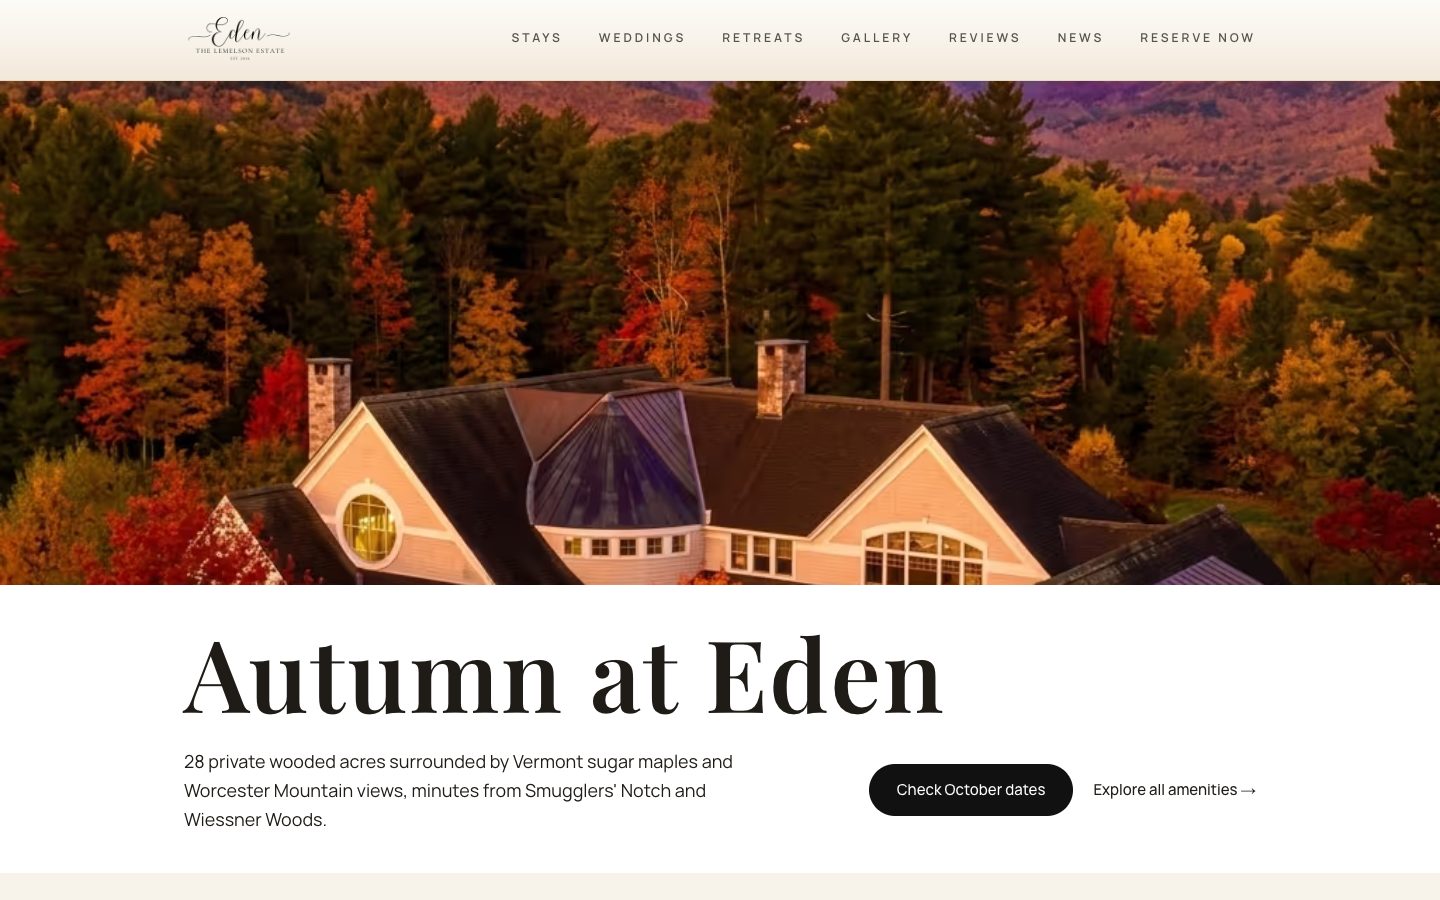 Eden
THE LEMELSON ESTATE
STAYS WEDDINGS RETREATS GALLERY REVIEWS NEWS RESERVE NOW
Autumn at Eden
28 private wooded acres surrounded by Vermont sugar maples and
Worcester Mountain views, minutes from Smugglers' Notch and
Wiessner Woods.
Check October dates
Explore all amenities →